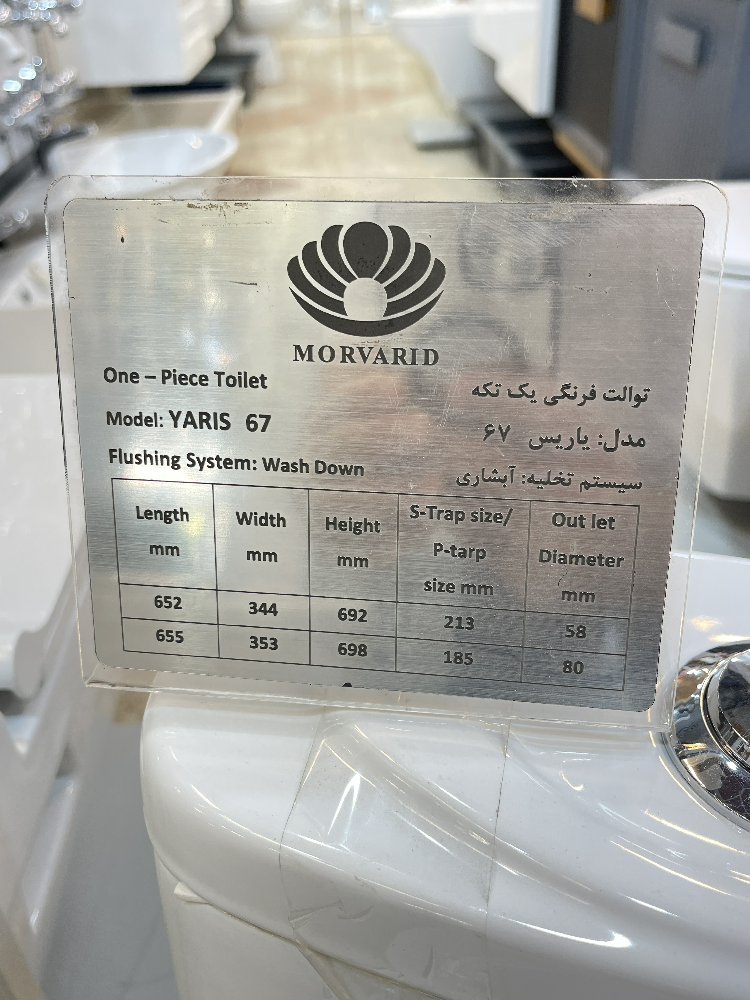 MORVARID
One – Piece Toilet
توالت فرنگی یک تکه
Model: YARIS 67
مدل: یاریس ۶۷
Flushing System: Wash Down
سیستم تخلیه: آبشاری
Length mm Width mm Height mm S-Trap size/ P-tarp size mm Out let Diameter mm
652 344 692 213 58
655 353 698 185 80